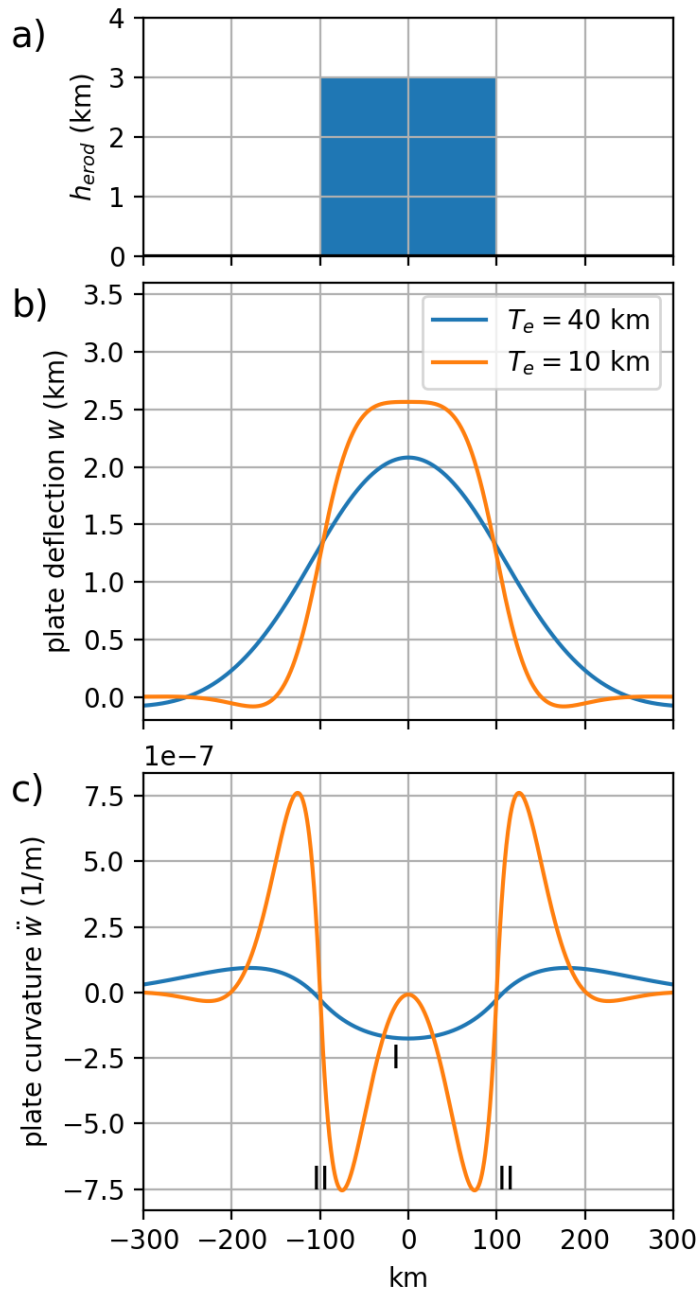 a)
4
3
2
1
0
h_erod (km)
b)
3.5
3.0
2.5
2.0
1.5
1.0
0.5
0.0
plate deflection w (km)
T_e = 40 km
T_e = 10 km
1e−7
c)
7.5
5.0
2.5
0.0
−2.5
−5.0
−7.5
plate curvature ẅ (1/m)
I
II
II
−300
−200
−100
0
100
200
300
km